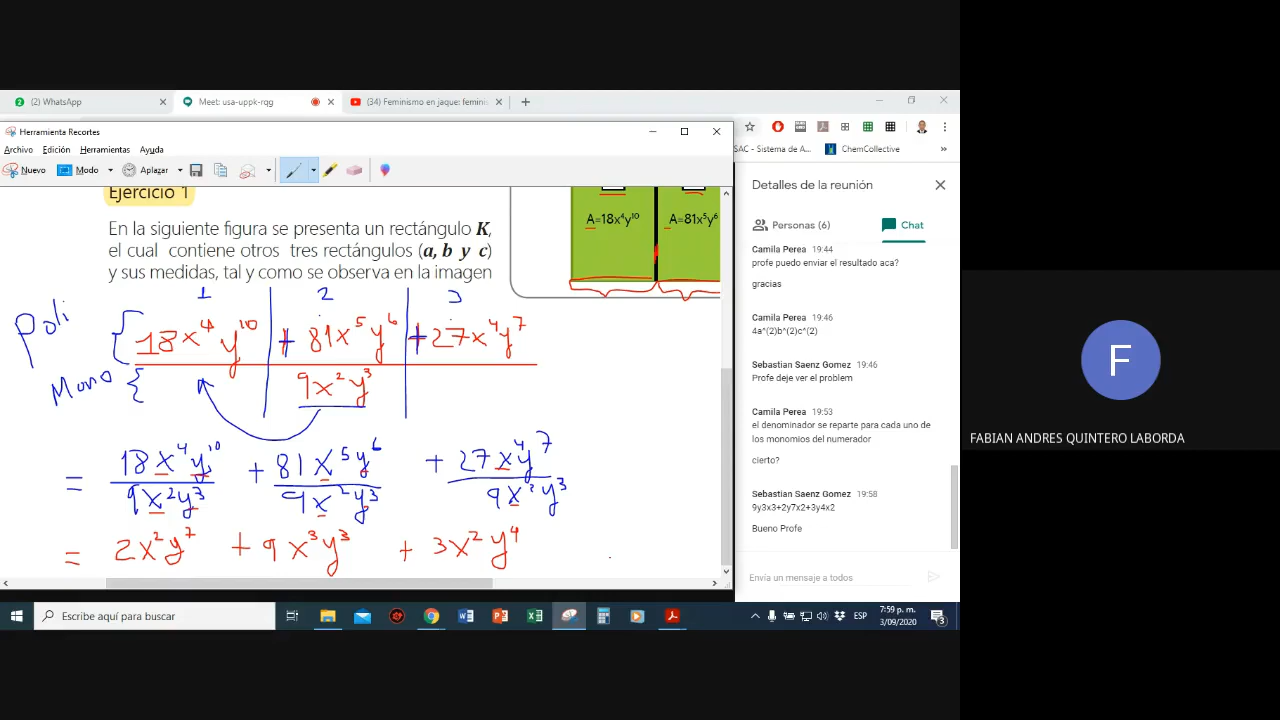 (2) WhatsApp
Meet: usa-uppk-rqg
(34) Feminismo en jaque: feminis
Herramienta Recortes
Archivo Edición Herramientas Ayuda
Nuevo Modo Aplazar
SAC - Sistema de A... ChemCollective
Ejercicio 1
En la siguiente figura se presenta un rectángulo K,
el cual contiene otros tres rectángulos (a, b y c)
y sus medidas, tal y como se observa en la imagen
A=18x⁴y¹⁰ A=81x⁵y⁶
1 2 3
Poli { 18x⁴y¹⁰ + 81x⁵y⁶ + 27x⁴y⁷
Mono { 9x²y³
= 18x⁴y¹⁰ + 81x⁵y⁶ + 27x⁴y⁷
9x²y³ 9x²y³ 9x²y³
= 2x²y⁷ + 9x³y³ + 3x²y⁴
Detalles de la reunión
Personas (6) Chat
Camila Perea 19:44
profe puedo enviar el resultado aca?
gracias
Camila Perea 19:46
4a^(2)b^(2)c^(2)
Sebastian Saenz Gomez 19:46
Profe deje ver el problem
Camila Perea 19:53
el denominador se reparte para cada uno de
los monomios del numerador
cierto?
Sebastian Saenz Gomez 19:58
9y3x3+2y7x2+3y4x2
Bueno Profe
Envía un mensaje a todos
F
FABIAN ANDRES QUINTERO LABORDA
Escribe aquí para buscar
ESP
7:59 p. m.
3/09/2020
3